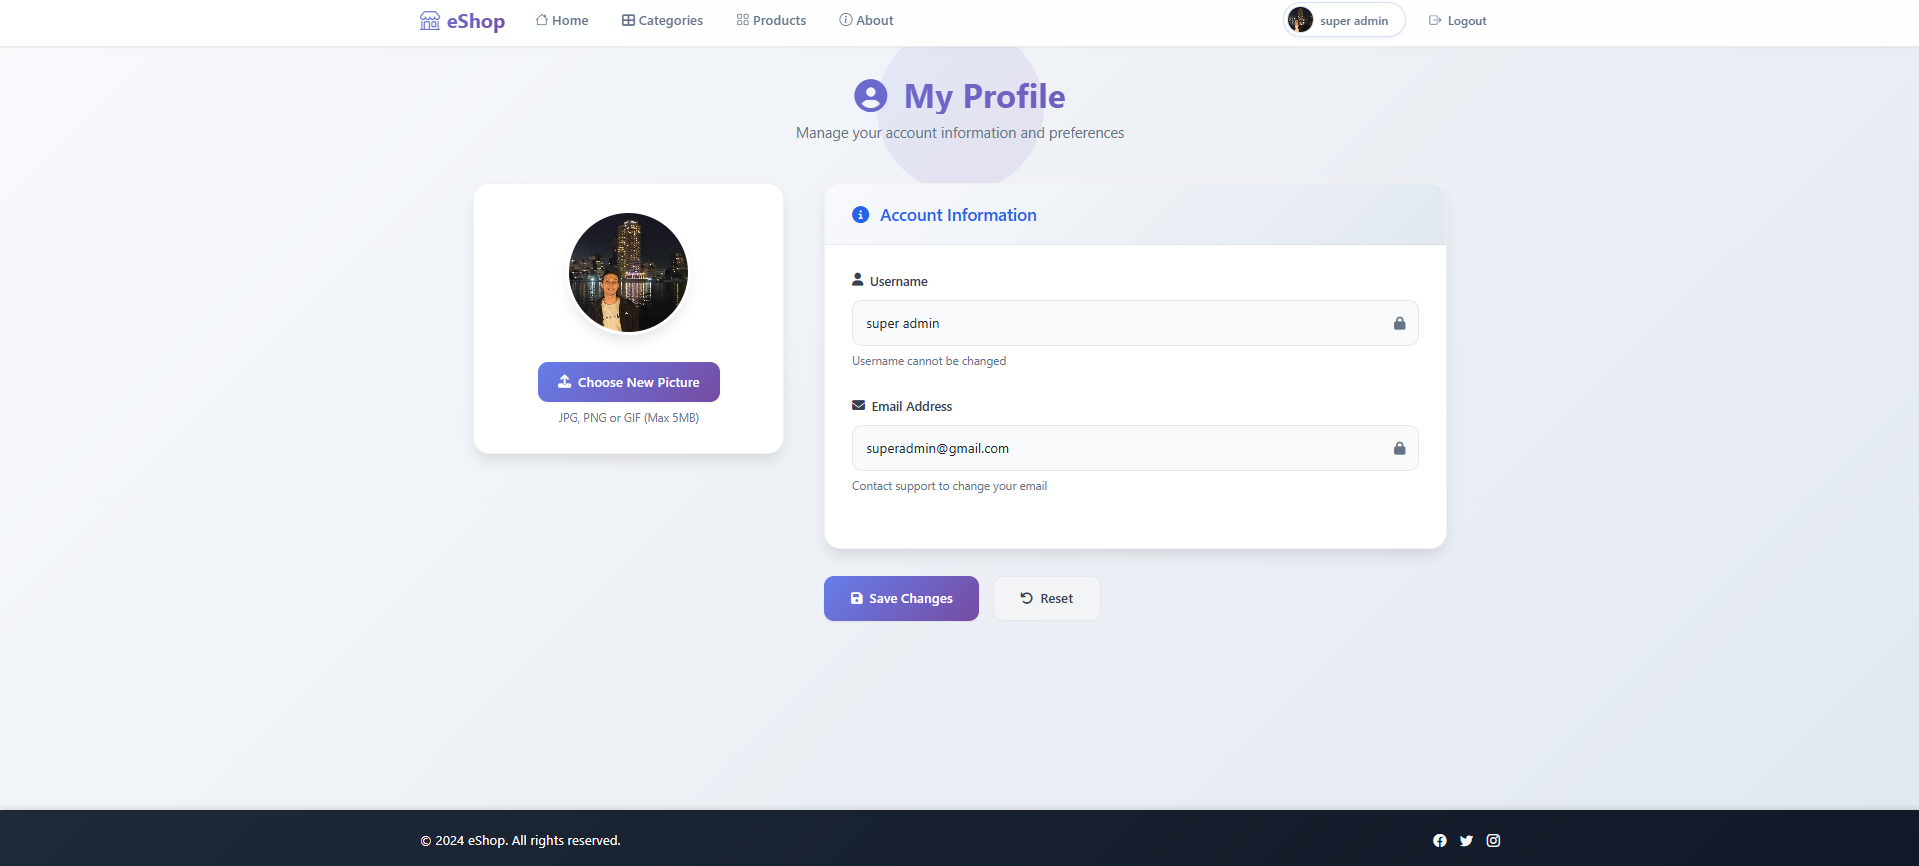 eShop Home Categories Products About super admin Logout
My Profile
Manage your account information and preferences
Choose New Picture
JPG, PNG or GIF (Max 5MB)
Account Information
Username
super admin
Username cannot be changed
Email Address
superadmin@gmail.com
Contact support to change your email
Save Changes Reset
© 2024 eShop. All rights reserved.